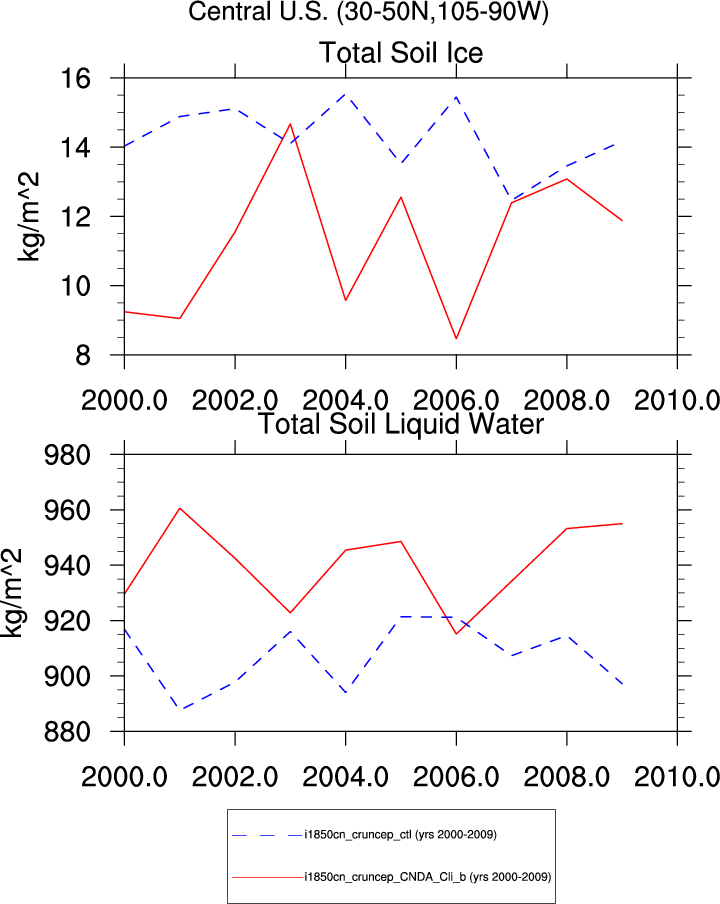 Central U.S. (30-50N,105-90W)
Total Soil Ice
16
14
12
10
8
kg/m^2
2000.0 2002.0 2004.0 2006.0 2008.0 2010.0
Total Soil Liquid Water
980
960
940
920
900
880
kg/m^2
2000.0 2002.0 2004.0 2006.0 2008.0 2010.0
i1850cn_cruncep_ctl (yrs 2000-2009)
i1850cn_cruncep_CNDA_Cli_b (yrs 2000-2009)